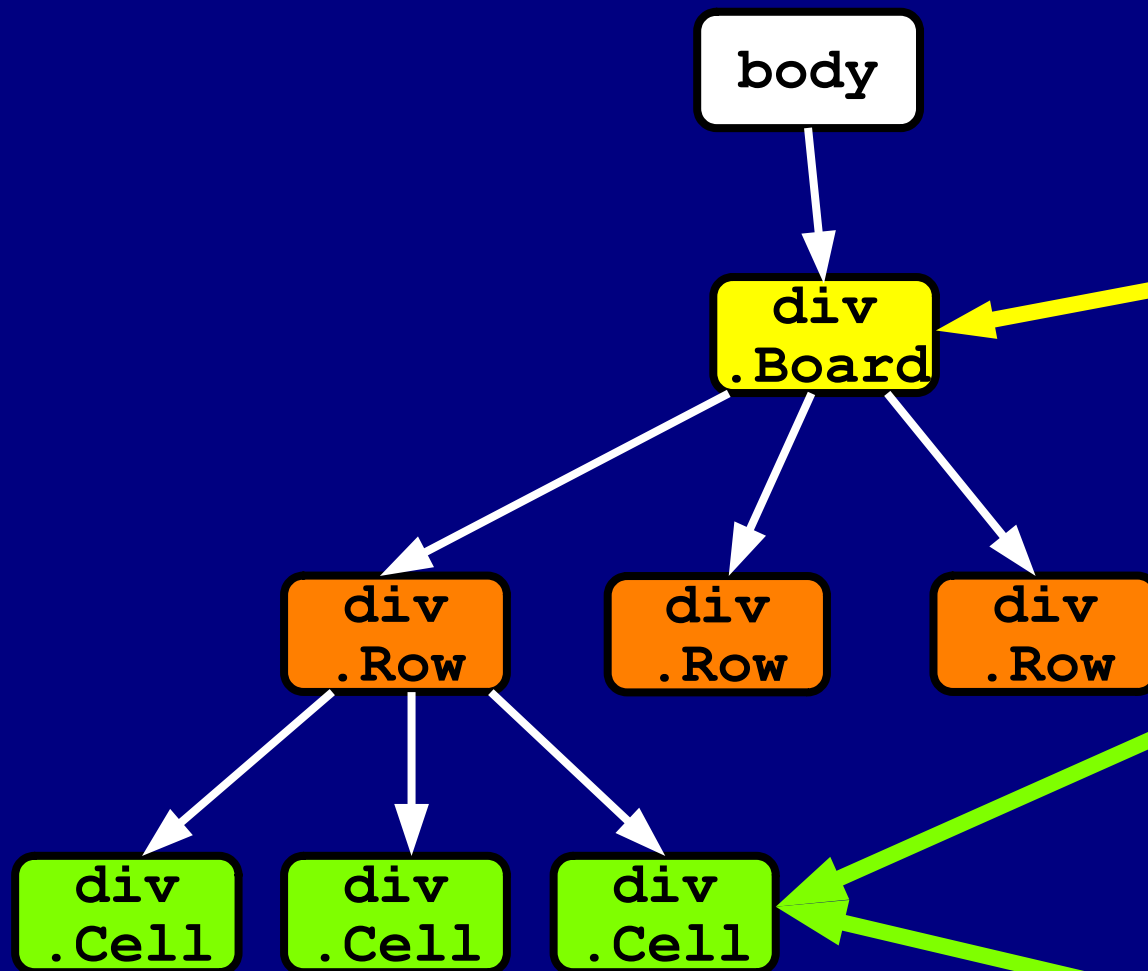 body
div
.Board
div
.Row
div
.Row
div
.Row
div
.Cell
div
.Cell
div
.Cell